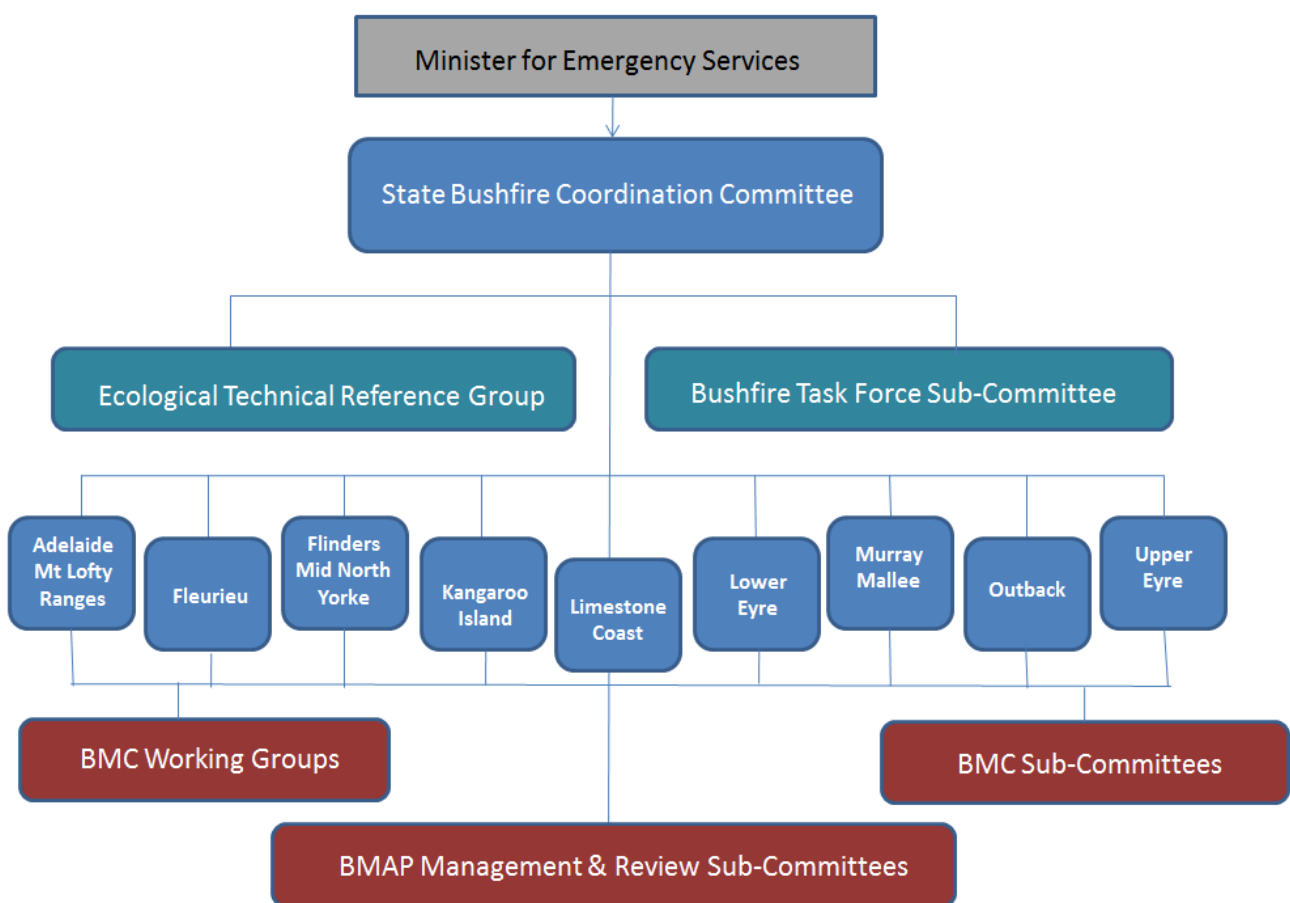 Minister for Emergency Services
State Bushfire Coordination Committee
Ecological Technical Reference Group
Bushfire Task Force Sub-Committee
Adelaide
Mt Lofty
Ranges
Fleurieu
Flinders
Mid North
Yorke
Kangaroo
Island
Limestone
Coast
Lower
Eyre
Murray
Mallee
Outback
Upper
Eyre
BMC Working Groups
BMC Sub-Committees
BMAP Management & Review Sub-Committees